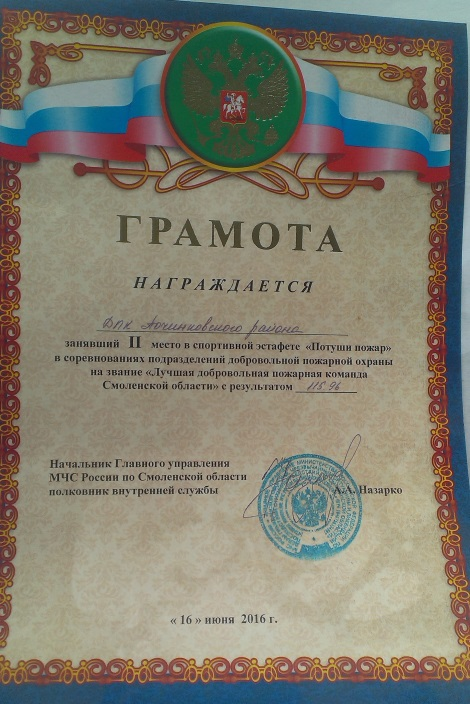 ГРАМОТА
НАГРАЖДАЕТСЯ
ДПК Починковского района
занявший II место в спортивной эстафете «Потуши пожар»
в соревнованиях подразделений добровольной пожарной охраны
на звание «Лучшая добровольная пожарная команда
Смоленской области» с результатом 118,96
Начальник Главного управления
МЧС России по Смоленской области
полковник внутренней службы А.А. Назарко
« 16 » июня 2016 г.